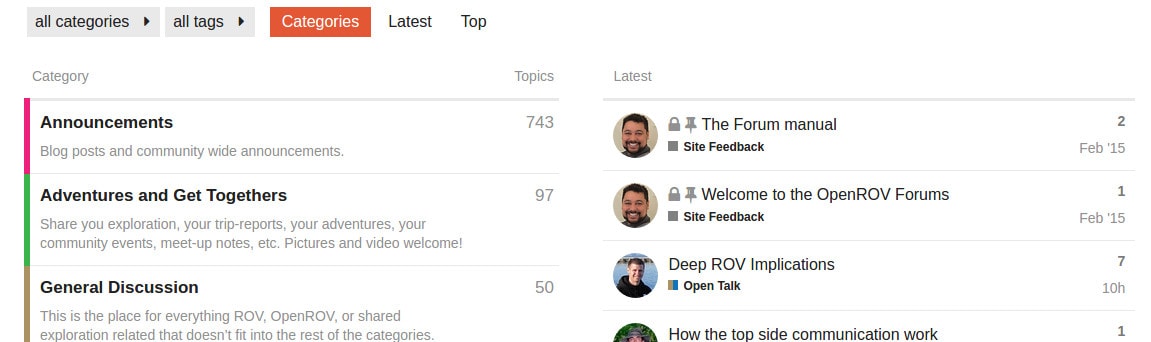 all categories all tags Categories Latest Top
Category Topics
Announcements 743
Blog posts and community wide announcements.
Adventures and Get Togethers 97
Share you exploration, your trip-reports, your adventures, your
community events, meet-up notes, etc. Pictures and video welcome!
General Discussion 50
This is the place for everything ROV, OpenROV, or shared
exploration related that doesn't fit into the rest of the categories.
Latest
The Forum manual 2
Site Feedback Feb '15
Welcome to the OpenROV Forums 1
Site Feedback Feb '15
Deep ROV Implications 7
Open Talk 10h
How the top side communication work 1